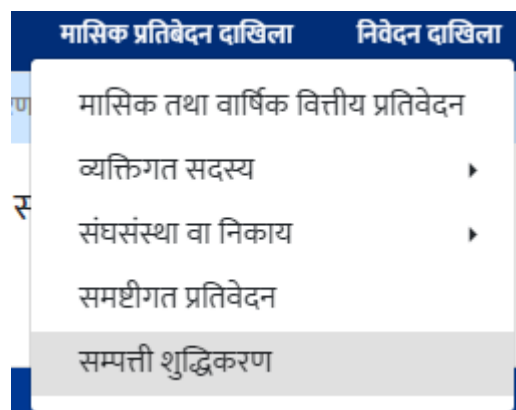 मासिक प्रतिबेदन दाखिला निवेदन दाखिला
मासिक तथा वार्षिक वित्तीय प्रतिवेदन
व्यक्तिगत सदस्य
संघसंस्था वा निकाय
समष्टीगत प्रतिवेदन
सम्पत्ती शुद्धिकरण